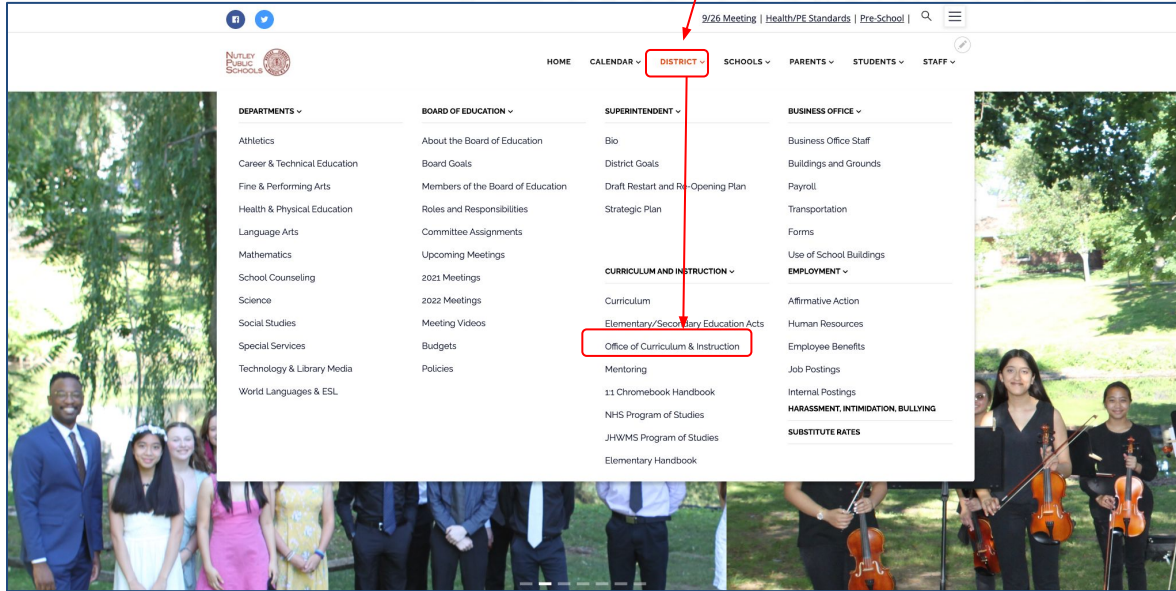 9/26 Meeting | Health/PE Standards | Pre-School |
NUTLEY
PUBLIC
SCHOOLS
HOME CALENDAR DISTRICT SCHOOLS PARENTS STUDENTS STAFF
DEPARTMENTS
Athletics
Career & Technical Education
Fine & Performing Arts
Health & Physical Education
Language Arts
Mathematics
School Counseling
Science
Social Studies
Special Services
Technology & Library Media
World Languages & ESL
BOARD OF EDUCATION
About the Board of Education
Board Goals
Members of the Board of Education
Roles and Responsibilities
Committee Assignments
Upcoming Meetings
2021 Meetings
2022 Meetings
Meeting Videos
Budgets
Policies
SUPERINTENDENT
Bio
District Goals
Draft Restart and Re-Opening Plan
Strategic Plan
CURRICULUM AND INSTRUCTION
Curriculum
Elementary/Secondary Education Acts
Office of Curriculum & Instruction
Mentoring
1:1 Chromebook Handbook
NHS Program of Studies
JHWMS Program of Studies
Elementary Handbook
BUSINESS OFFICE
Business Office Staff
Buildings and Grounds
Payroll
Transportation
Forms
Use of School Buildings
EMPLOYMENT
Affirmative Action
Human Resources
Employee Benefits
Job Postings
Internal Postings
HARASSMENT, INTIMIDATION, BULLYING
SUBSTITUTE RATES